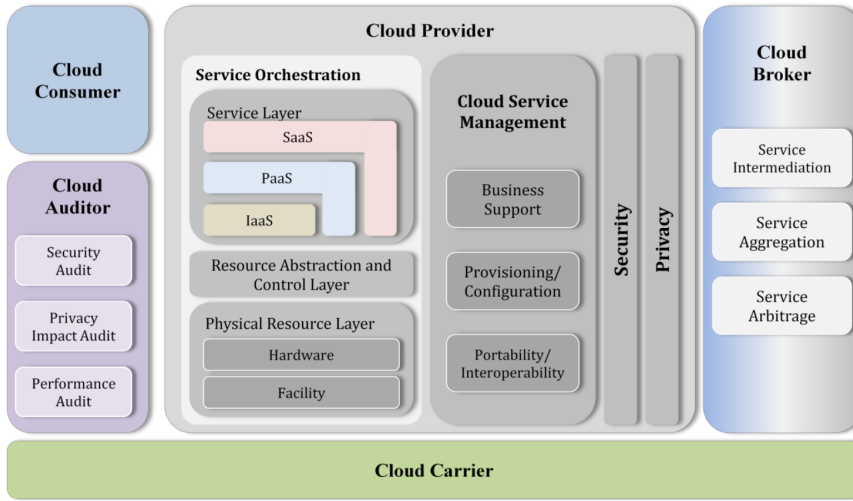 Cloud
Consumer
Cloud
Auditor
Security
Audit
Privacy
Impact Audit
Performance
Audit
Cloud Provider
Service Orchestration
Service Layer
SaaS
PaaS
IaaS
Resource Abstraction and
Control Layer
Physical Resource Layer
Hardware
Facility
Cloud Service
Management
Business
Support
Provisioning/
Configuration
Portability/
Interoperability
Security
Privacy
Cloud
Broker
Service
Intermediation
Service
Aggregation
Service
Arbitrage
Cloud Carrier